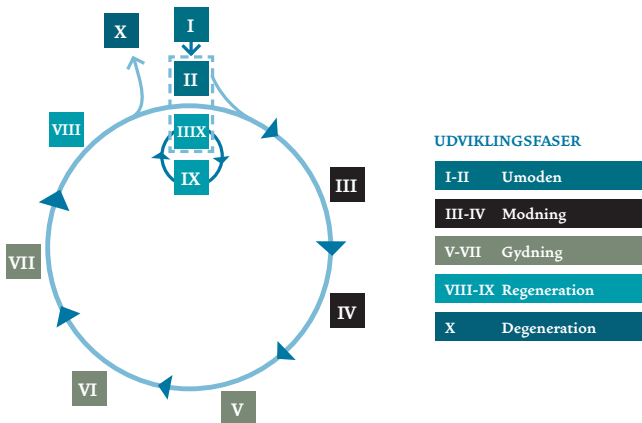 X
I
II
VIII
IIIX
IX
III
VII
IV
VI
V
UDVIKLINGSFASER
I-II Umoden
III-IV Modning
V-VII Gydning
VIII-IX Regeneration
X Degeneration